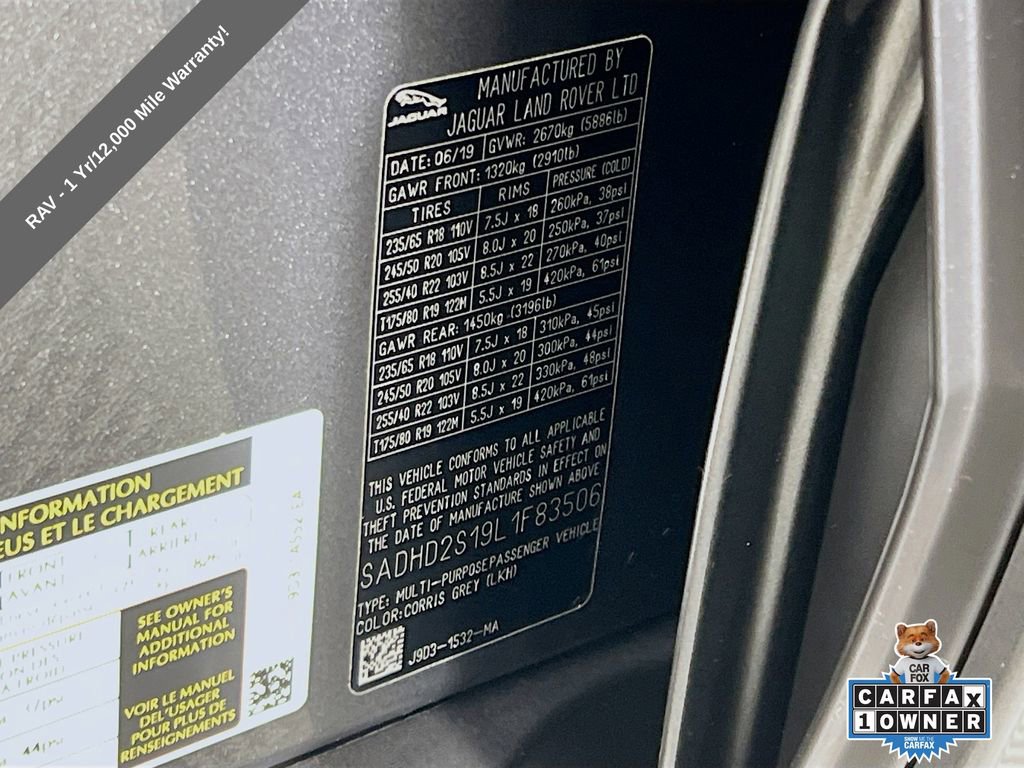 RAV - 1 Yr/12,000 Mile Warranty!
JAGUAR
MANUFACTURED BY
JAGUAR LAND ROVER LTD
DATE: 06/19 GVWR: 2670kg (5886lb)
GAWR FRONT: 1320kg (2910lb)
TIRES RIMS PRESSURE (COLD)
235/65 R18 110V 7.5J x 18 260kPa, 38psi
245/50 R20 105V 8.0J x 20 250kPa, 37psi
255/40 R22 103V 8.5J x 22 270kPa, 40psi
T175/80 R19 122M 5.5J x 19 420kPa, 61psi
GAWR REAR: 1450kg (3196lb)
235/65 R18 110V 7.5J x 18 310kPa, 45psi
245/50 R20 105V 8.0J x 20 300kPa, 44psi
255/40 R22 103V 8.5J x 22 330kPa, 48psi
T175/80 R19 122M 5.5J x 19 420kPa, 61psi
THIS VEHICLE CONFORMS TO ALL APPLICABLE
U.S. FEDERAL MOTOR VEHICLE SAFETY AND
THEFT PREVENTION STANDARDS IN EFFECT ON
THE DATE OF MANUFACTURE SHOWN ABOVE
SADHD2S19L1F83506
TYPE: MULTI-PURPOSE PASSENGER VEHICLE
COLOR: CORRIS GREY (LKH)
J9D3-1532-MA
NFORMATION
EUS ET LE CHARGEMENT
FRONT REAR
AVANT ARRIÈRE
SEE OWNER'S
MANUAL FOR
ADDITIONAL
INFORMATION
VOIR LE MANUEL
DEL'USAGER
POUR PLUS DE
RENSEIGNEMENTS
CAR
FOX
CARFAX
1 OWNER
SHOW ME THE
CARFAX